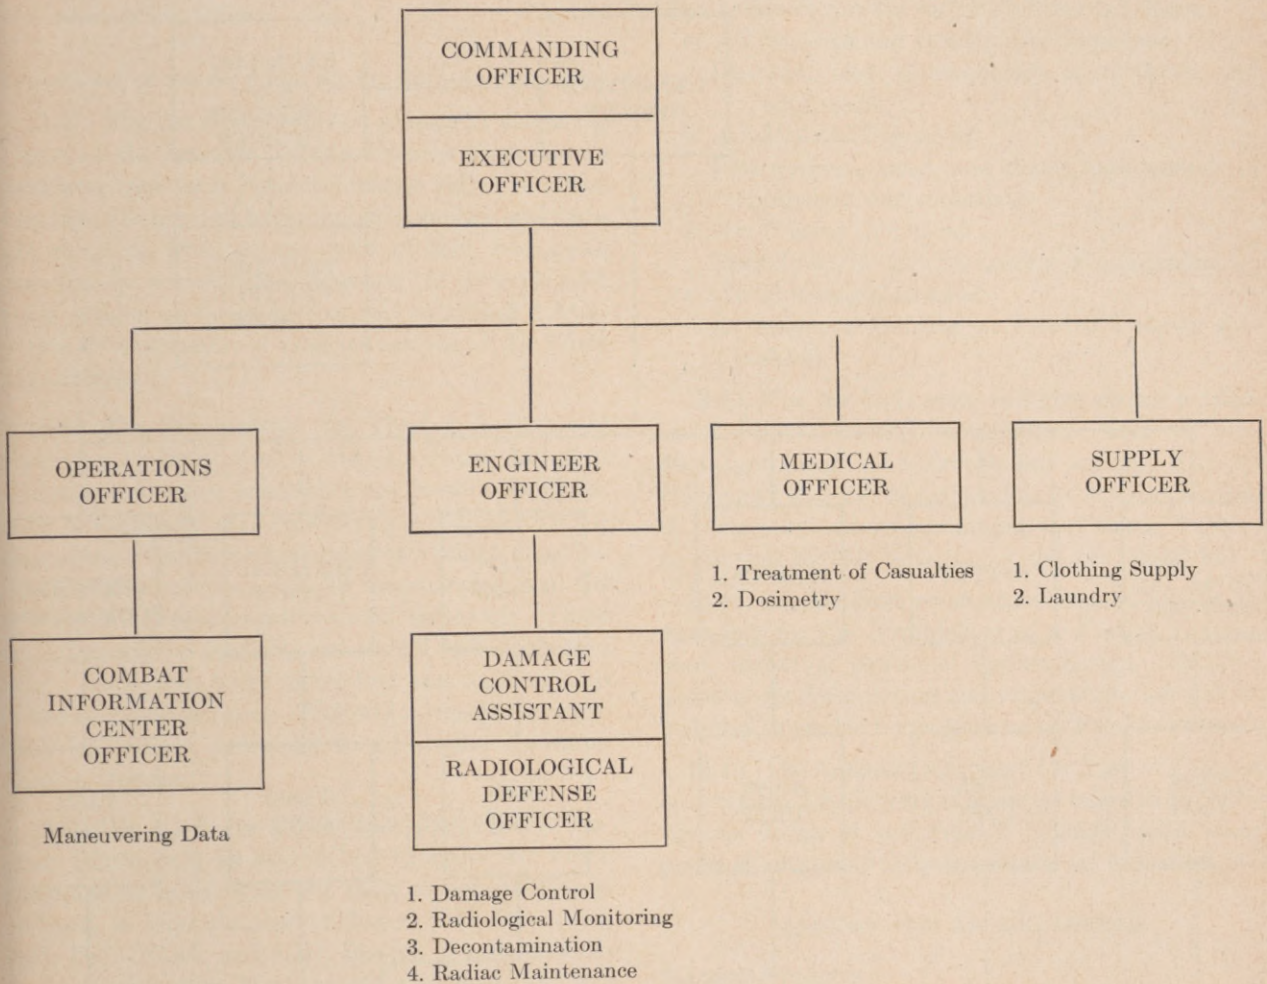 COMMANDING
OFFICER
EXECUTIVE
OFFICER
OPERATIONS
OFFICER
ENGINEER
OFFICER
MEDICAL
OFFICER
SUPPLY
OFFICER
1. Treatment of Casualties
2. Dosimetry
1. Clothing Supply
2. Laundry
COMBAT
INFORMATION
CENTER
OFFICER
Maneuvering Data
DAMAGE
CONTROL
ASSISTANT
RADIOLOGICAL
DEFENSE
OFFICER
1. Damage Control
2. Radiological Monitoring
3. Decontamination
4. Radiac Maintenance